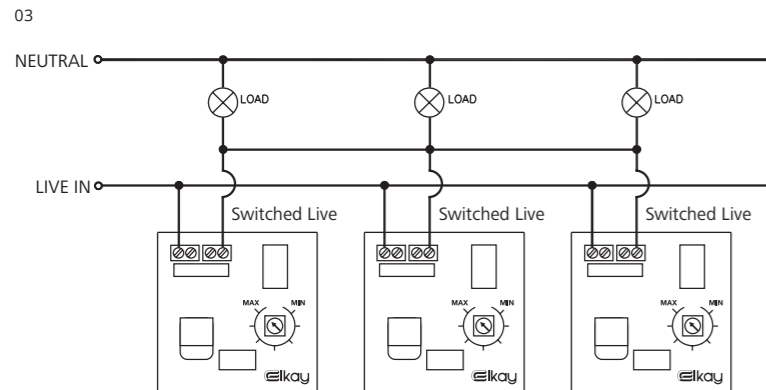 03
NEUTRAL
LOAD LOAD LOAD
LIVE IN
Switched Live Switched Live Switched Live
MAX MIN MAX MIN MAX MIN
Elkay Elkay Elkay